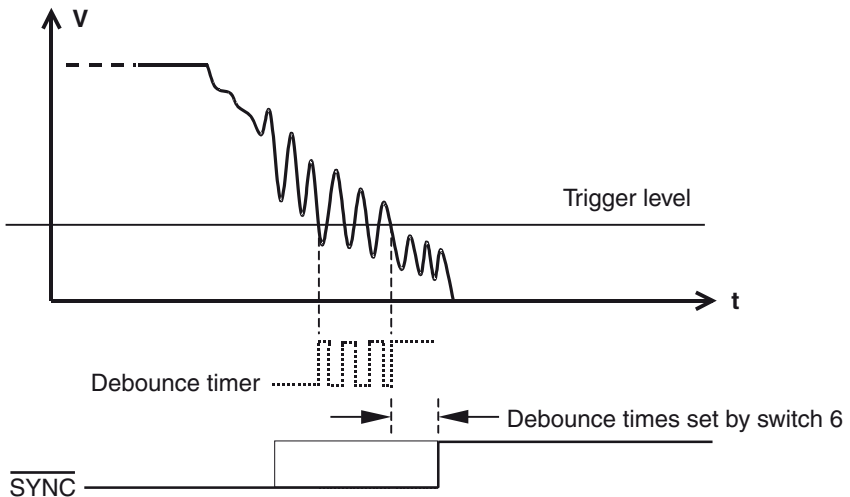 V
Trigger level
t
Debounce timer
Debounce times set by switch 6
SYNC